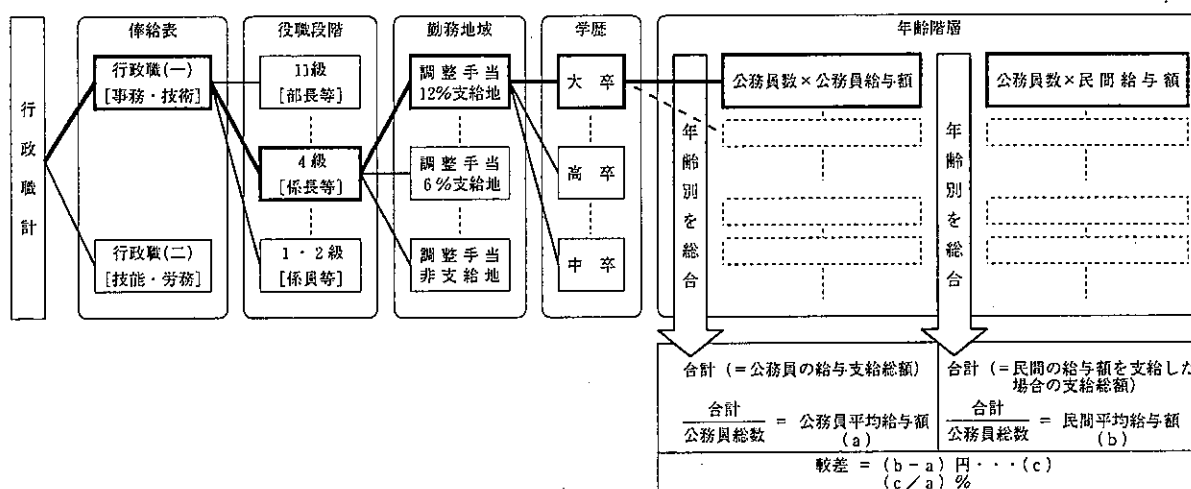 行政職計
俸給表
行政職(一)
[事務・技術]
行政職(二)
[技能・労務]
役職段階
11級
[部長等]
4級
[係長等]
1・2級
[係員等]
勤務地域
調整手当
12%支給地
調整手当
6%支給地
調整手当
非支給地
学歴
大卒
高卒
中卒
年齢階層
年齢別を総合
公務員数×公務員給与額
年齢別を総合
公務員数×民間給与額
合計(=公務員の給与支給総額)
合計
公務員総数
= 公務員平均給与額
(a)
合計(=民間の給与額を支給した
場合の支給総額)
合計
公務員総数
= 民間平均給与額
(b)
較差 = (b-a) 円・・・(c)
(c/a) %